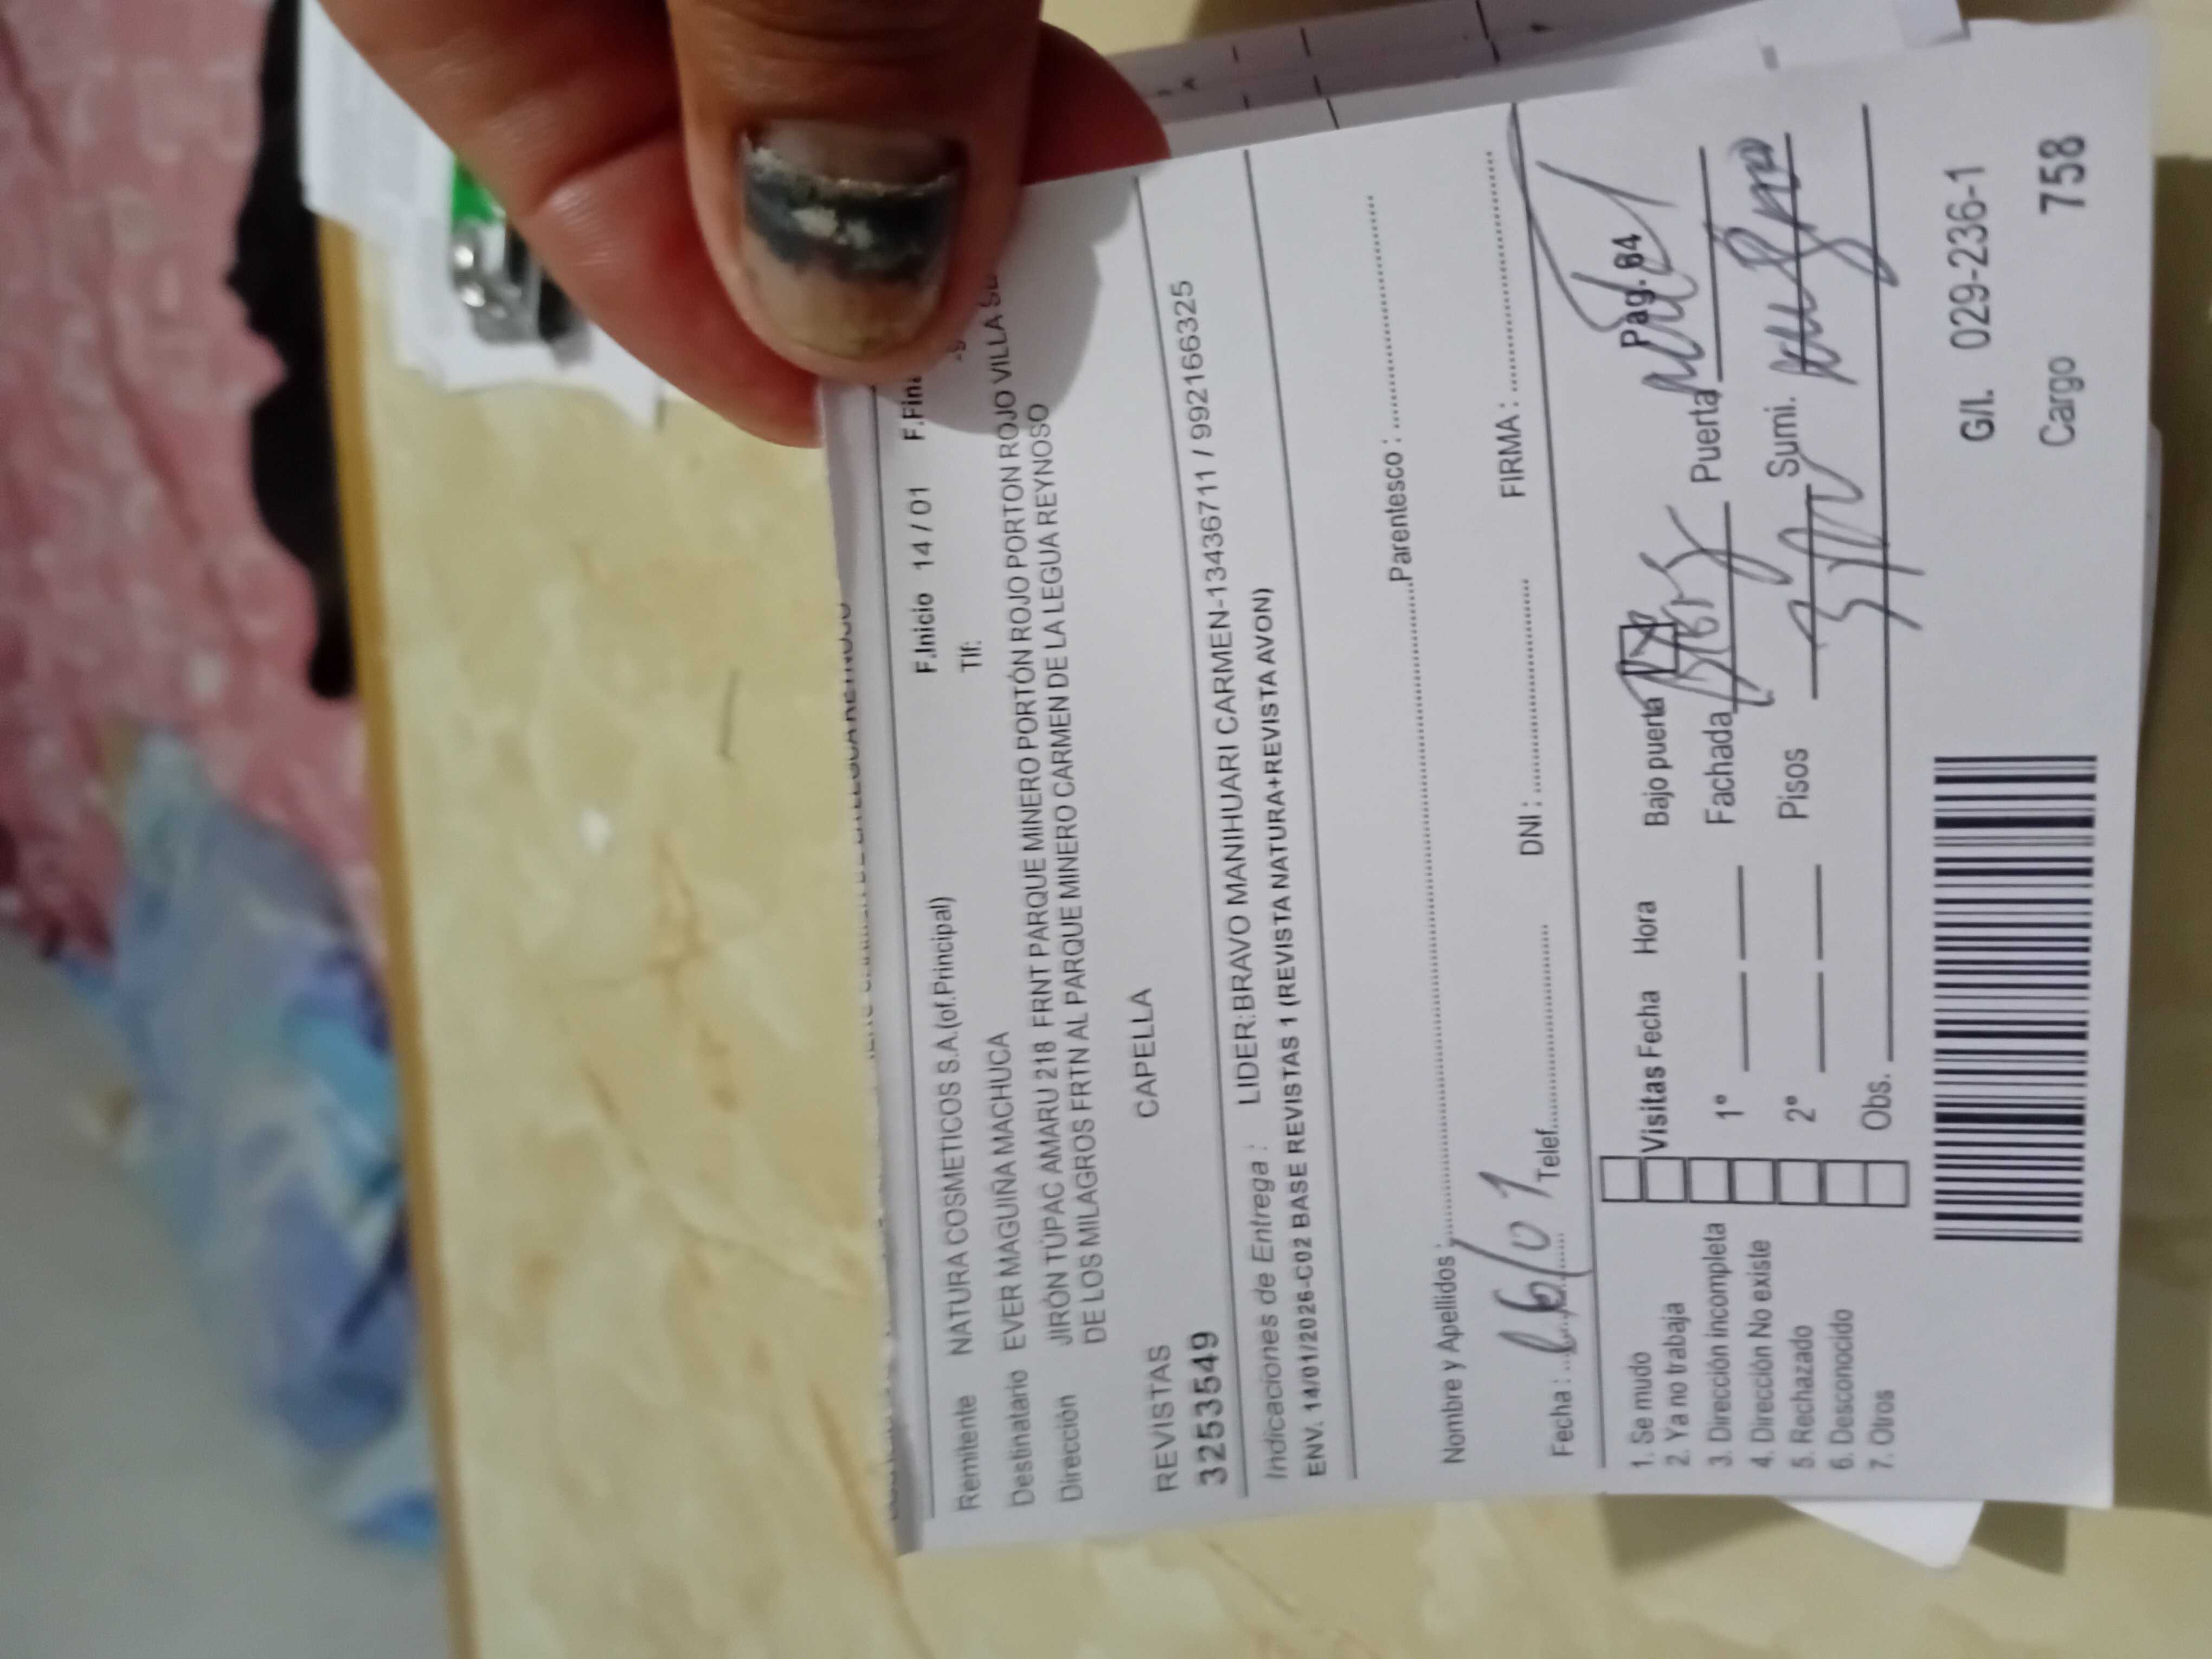 F.Inicio 14 / 01 F.Fin
Remitente NATURA COSMETICOS S.A.(of.Principal) Tlf:
Destinatario EVER MAGUIÑA MACHUCA
Dirección JIRÓN TÚPAC AMARU 218 FRNT PARQUE MINERO PORTÓN ROJO PORTON ROJO VILLA
DE LOS MILAGROS FRTN AL PARQUE MINERO CARMEN DE LA LEGUA REYNOSO
REVISTAS CAPELLA
3253549
Indicaciones de Entrega : LIDER:BRAVO MANIHUARI CARMEN-13436711 / 992166325
ENV. 14/01/2026-C02 BASE REVISTAS 1 (REVISTA NATURA+REVISTA AVON)
Nombre y Apellidos : Parentesco :
Fecha : Telef. DNI : FIRMA :
Pag. 64
1. Se mudo
2. Ya no trabaja
3. Dirección incompleta
4. Dirección No existe
5. Rechazado
6. Desconocido
7. Otros
Visitas Fecha Hora Bajo puerta
1º Fachada Puerta
2º Pisos Sumi.
Obs.
G/l. 029-236-1
Cargo 758